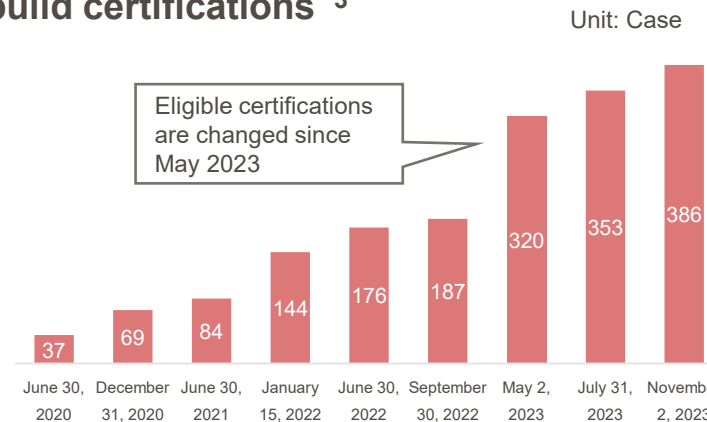 build certifications *3
Unit: Case
Eligible certifications
are changed since
May 2023
37
69
84
144
176
187
320
353
386
June 30, December June 30, January June 30, September May 2, July 31,
2020 31, 2020 2021 15, 2022 2022 30, 2022 2023 2023 2, 2023